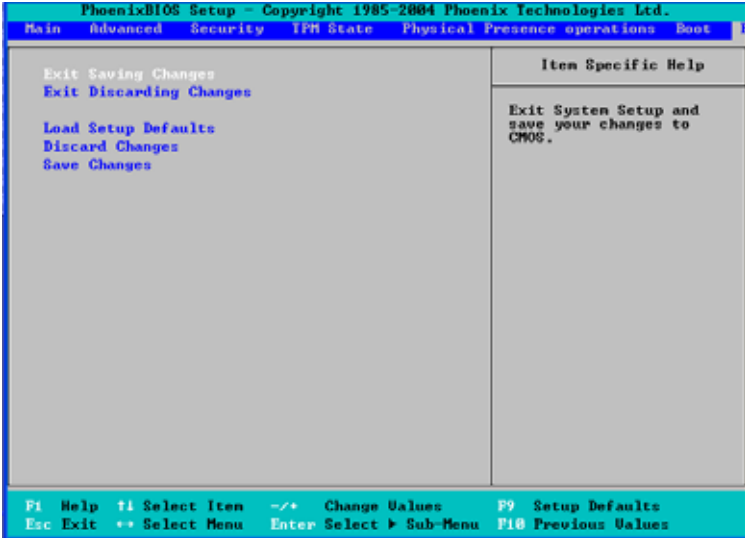 PhoenixBIOS Setup - Copyright 1985-2004 Phoenix Technologies Ltd.
Main Advanced Security TPM State Physical Presence operations Boot
Exit Saving Changes
Exit Discarding Changes
Load Setup Defaults
Discard Changes
Save Changes
Item Specific Help
Exit System Setup and
save your changes to
CMOS.
F1 Help ↑↓ Select Item -/+ Change Values F9 Setup Defaults
Esc Exit ↔ Select Menu Enter Select ▶ Sub-Menu F10 Previous Values